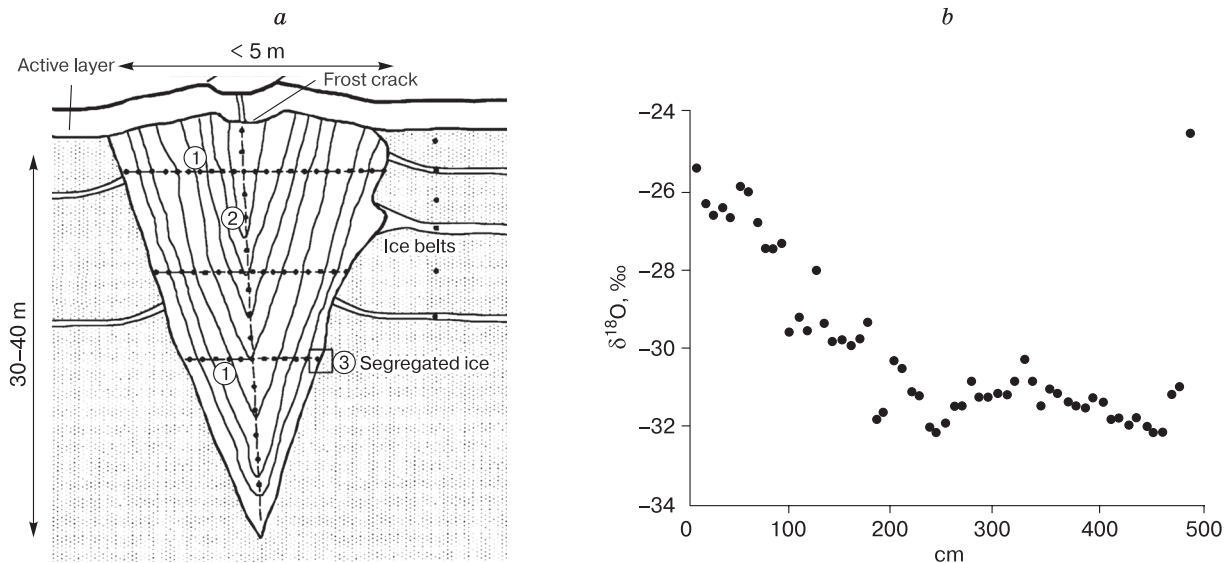 a
< 5 m
Active layer
Frost crack
1
2
Ice belts
30–40 m
3 Segregated ice
1
b
δ18O, ‰
–24
–26
–28
–30
–32
–34
0 100 200 300 400 500
cm